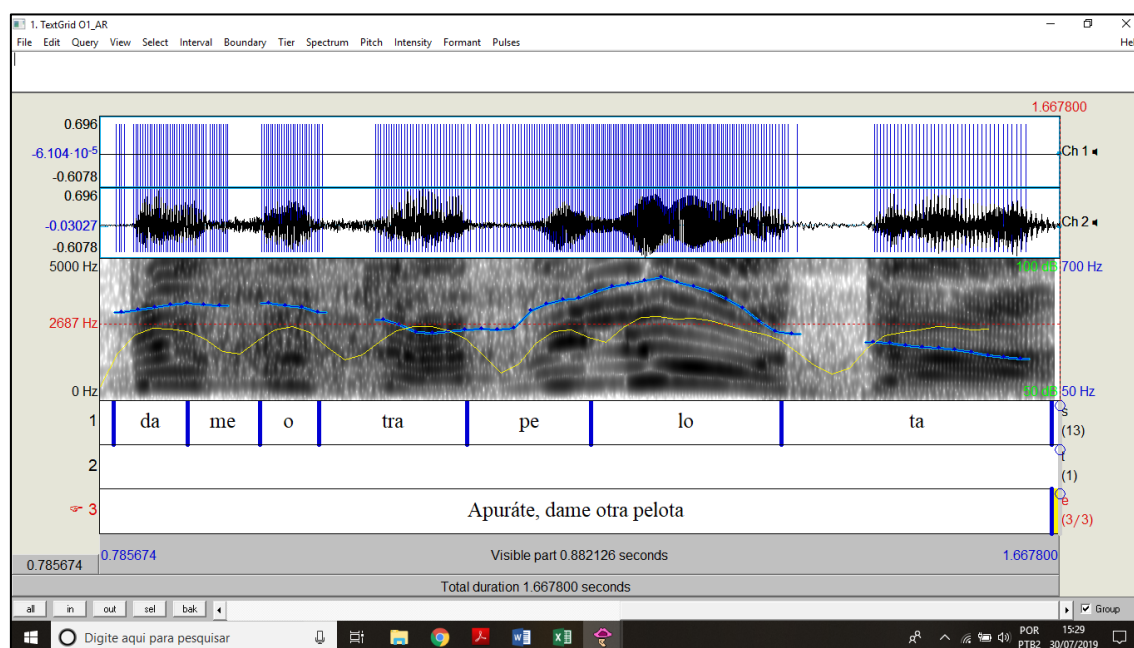 1. TextGrid O1_AR
File Edit Query View Select Interval Boundary Tier Spectrum Pitch Intensity Formant Pulses Hel
1.667800
0.696
-6.104·10-5
-0.6078
Ch 1
0.696
-0.03027
-0.6078
Ch 2
5000 Hz
100 dB 700 Hz
2687 Hz
0 Hz
50 dB 50 Hz
1 da me o tra pe lo ta s (13)
2 t (1)
3 Apuráte, dame otra pelota e (3/3)
0.785674
0.785674 Visible part 0.882126 seconds 1.667800
Total duration 1.667800 seconds
all in out sel bak Group
Digite aqui para pesquisar
POR 15:29
PTB2 30/07/2019